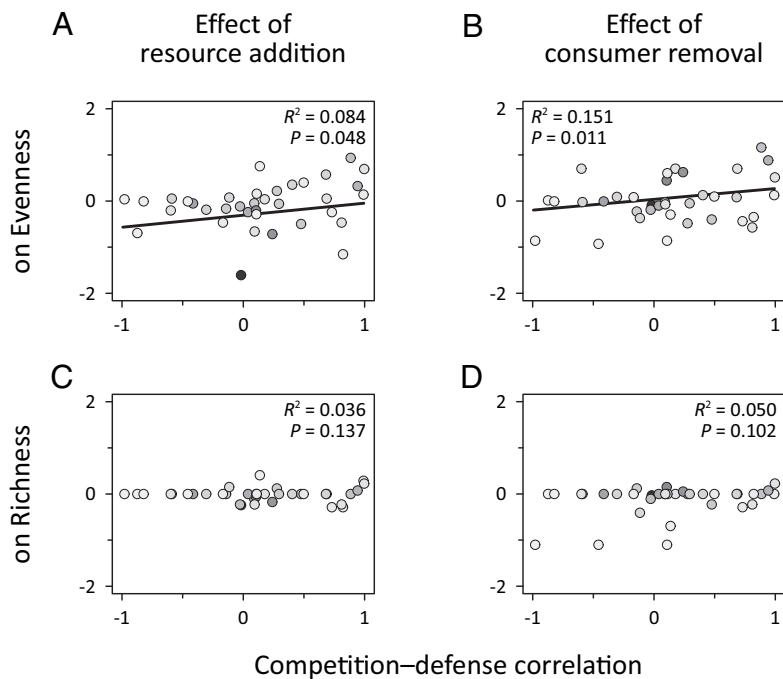 A
Effect of
resource addition
B
Effect of
consumer removal
on Evenness
2
0
-2
R² = 0.084
P = 0.048
-1
0
1
2
0
-2
R² = 0.151
P = 0.011
-1
0
1
C
D
on Richness
2
0
-2
R² = 0.036
P = 0.137
-1
0
1
2
0
-2
R² = 0.050
P = 0.102
-1
0
1
Competition–defense correlation